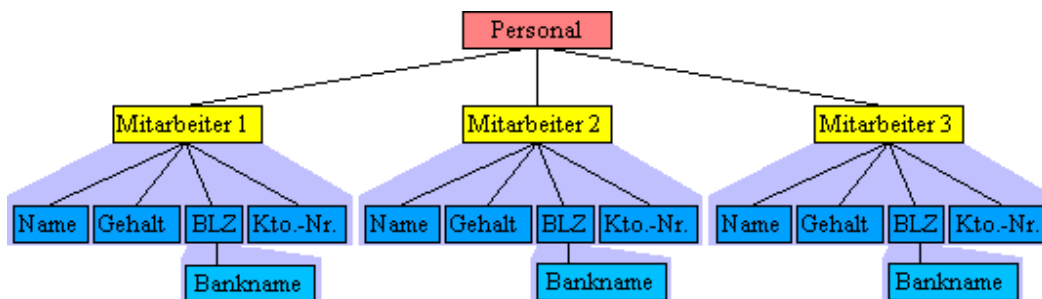 Personal
Mitarbeiter 1 Mitarbeiter 2 Mitarbeiter 3
Name Gehalt BLZ Kto.-Nr. Name Gehalt BLZ Kto.-Nr. Name Gehalt BLZ Kto.-Nr.
Bankname Bankname Bankname